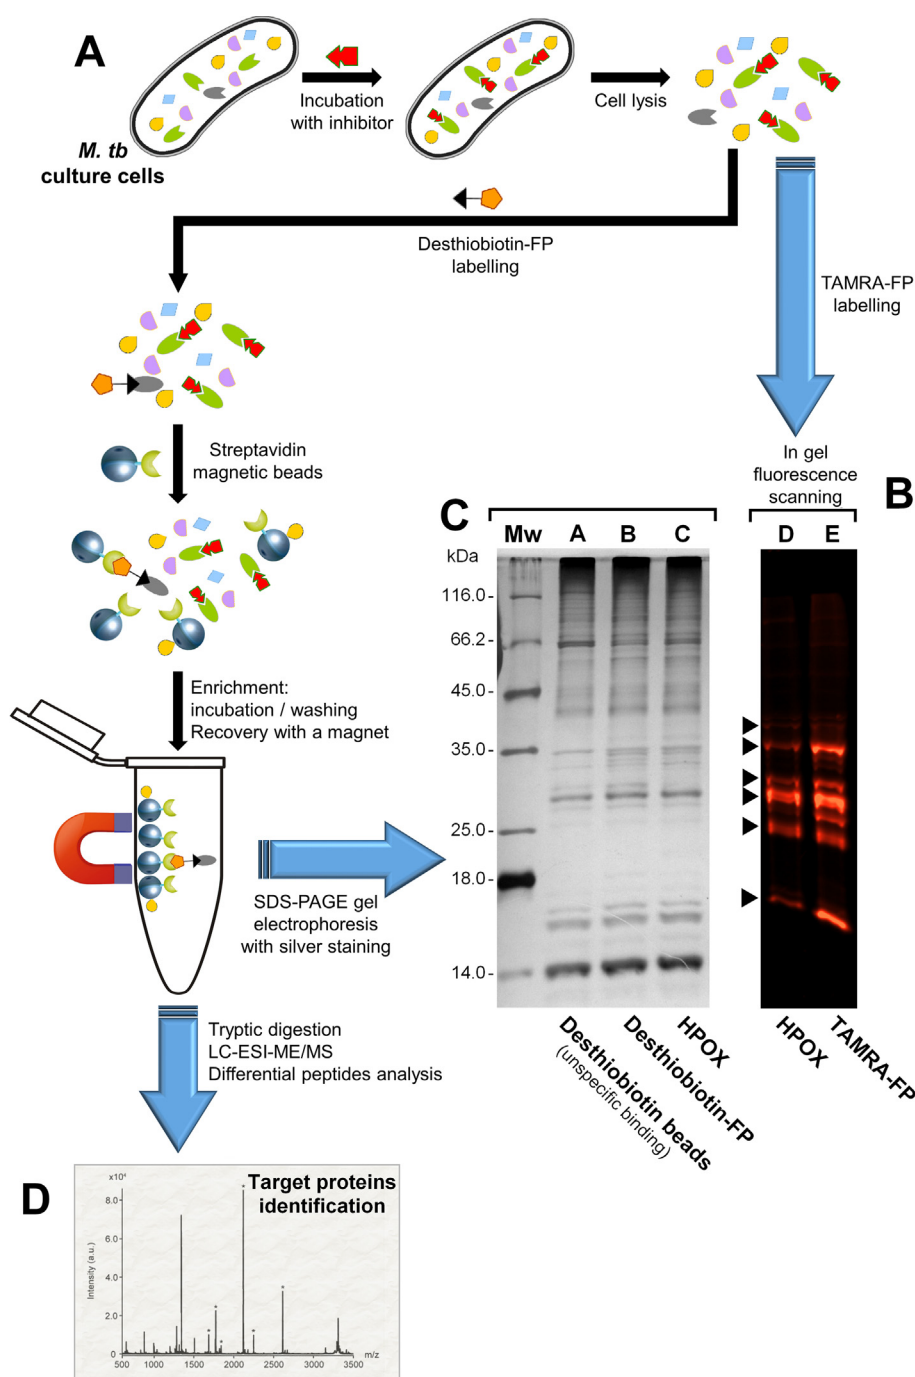 A
Incubation
with inhibitor
Cell lysis
M. tb
culture cells
Desthiobiotin-FP
labelling
TAMRA-FP
labelling
Streptavidin
magnetic beads
In gel
fluorescence
scanning
B
C
Mw A B C
D E
kDa
116.0
66.2
45.0
35.0
25.0
18.0
14.0
Enrichment:
incubation / washing
Recovery with a magnet
SDS-PAGE gel
electrophoresis
with silver staining
Desthiobiotin beads
(unspecific binding)
Desthiobiotin-FP
HPOX
HPOX
TAMRA-FP
Tryptic digestion
LC-ESI-ME/MS
Differential peptides analysis
D
Target proteins
identification
x10⁴
8.0
6.0
4.0
2.0
0
Intensity (a.u.)
500 1000 1500 2000 2500 3000 3500
m/z